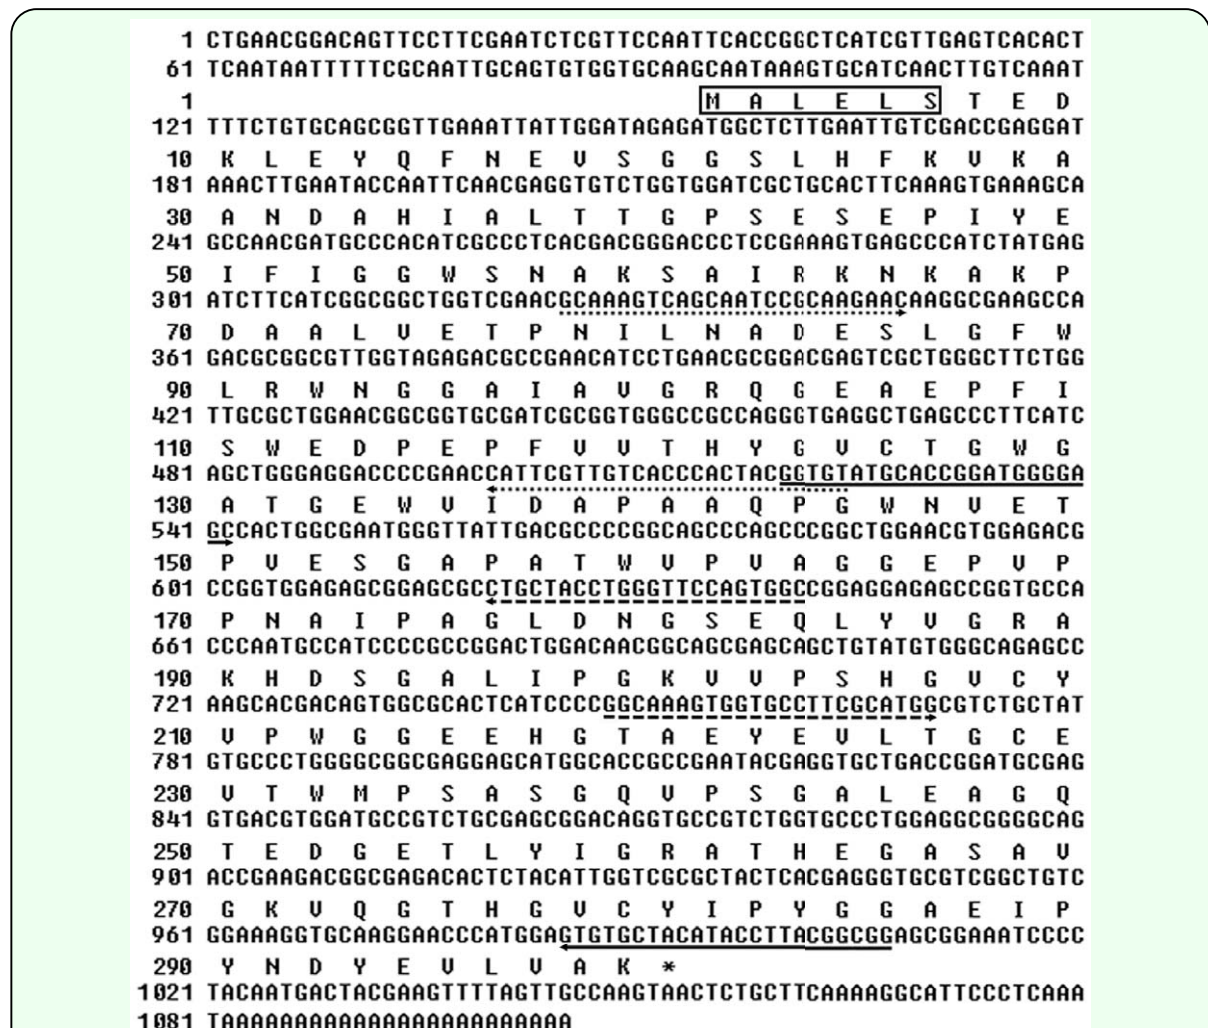 1 CTGAACGGACAGTTCCTTCGAATCTCGTTCCAATTCACCGGCTCATCGTTGAGTCACACT
61 TCAATAATTTTTCGCAATTGCAGTGTGGTGCAAGCAATAAAGTGCATCAACTTGTCAAAT
1 M A L E L S T E D
121 TTTCTGTGCAGCGGTTGAAATTATTGGATAGAGATGGCTCTTGAATTGTCGACCGAGGAT
10 K L E Y Q F N E V S G G S L H F K V K A
181 AAACTTGAATACCAATTCAACGAGGTGTCTGGTGGATCGCTGCACTTCAAAGTGAAAGCA
30 A N D A H I A L T T G P S E S E P I Y E
241 GCCAACGATGCCCACATCGCCCTCACGACGGGACCCTCCGAAAGTGAGCCCATCTATGAG
50 I F I G G W S N A K S A I R K N K A K P
301 ATCTTCATCGGCGGCTGGTCGAACGCAAAGTCAGCAATCCGCAAGAACAAGGCGAAGCCA
70 D A A L V E T P N I L N A D E S L G F W
361 GACGCGGCGTTGGTAGAGACGCCGAACATCCTGAACGCGGACGAGTCGCTGGGCTTCTGG
90 L R W N G G A I A V G R Q G E A E P F I
421 TTGCGCTGGAACGGCGGTGCGATCGCGGTGGGCCGCCAGGGTGAGGCTGAGCCCTTCATC
110 S W E D P E P F V V T H Y G V C T G W G
481 AGCTGGGAGGACCCCGAACCATTCGTTGTCACCCACTACGGTGTATGCACCGGATGGGGA
130 A T G E W V I D A P A A Q P G W N V E T
541 GCCACTGGCGAATGGGTTATTGACGCCCCGGCAGCCCAGCCCGGCTGGAACGTGGAGACG
150 P V E S G A P A T W V P V A G G E P V P
601 CCGGTGGAGAGCGGAGCGCCTGCTACCTGGGTTCCAGTGGCCGGAGGAGAGCCGGTGCCA
170 P N A I P A G L D N G S E Q L Y V G R A
661 CCCAATGCCATCCCCGCCGGACTGGACAACGGCAGCGAGCAGCTGTATGTGGGCAGAGCC
190 K H D S G A L I P G K V V P S H G V C Y
721 AAGCACGACAGTGGCGCACTCATCCCCGGCAAAGTGGTGCCTTCGCATGGCGTCTGCTAT
210 V P W G G E E H G T A E Y E V L T G C E
781 GTGCCCTGGGGCGGCGAGGAGCATGGCACCGCCGAATACGAGGTGCTGACCGGATGCGAG
230 V T W M P S A S G Q V P S G A L E A G Q
841 GTGACGTGGATGCCGTCTGCGAGCGGACAGGTGCCGTCTGGTGCCCTGGAGGCGGGGCAG
250 T E D G E T L Y I G R A T H E G A S A V
901 ACCGAAGACGGCGAGACACTCTACATTGGTCGCGCTACTCACGAGGGTGCGTCGGCTGTC
270 G K V Q G T H G V C Y I P Y G G A E I P
961 GGAAAGGTGCAAGGAACCCATGGAGTGTGCTACATACCTTACGGCGGAGCGGAAATCCCC
290 Y N D Y E V L V A K *
1021 TACAATGACTACGAAGTTTTAGTTGCCAAGTAACTCTGCTTCAAAAGGCATTCCCTCAAA
1081 TAAAAAAAAAAAAAAAAAAAAAAAA